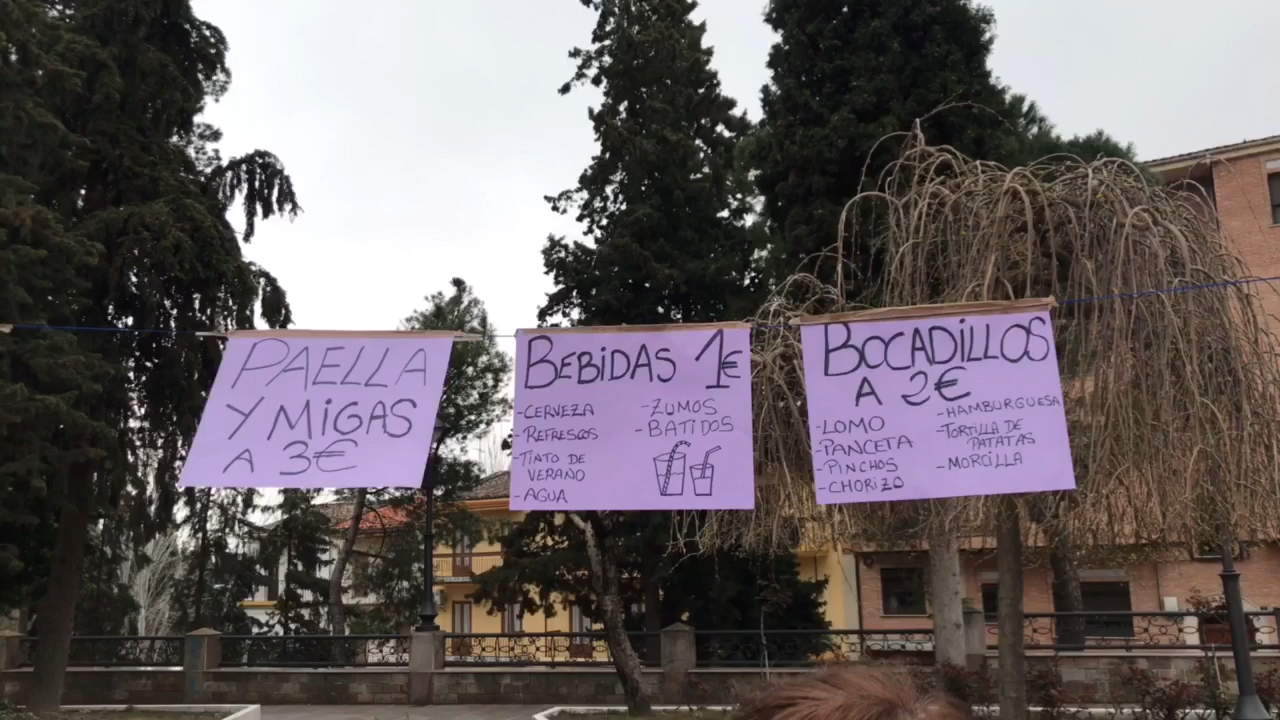 PAELLA
Y MIGAS
A 3€
BEBIDAS 1€
-CERVEZA
-REFRESCOS
-TINTO DE
VERANO
-AGUA
-ZUMOS
-BATIDOS
BOCADILLOS
A 2€
-LOMO
-PANCETA
-PINCHOS
-CHORIZO
-HAMBURGUESA
-TORTILLA DE
PATATAS
-MORCILLA